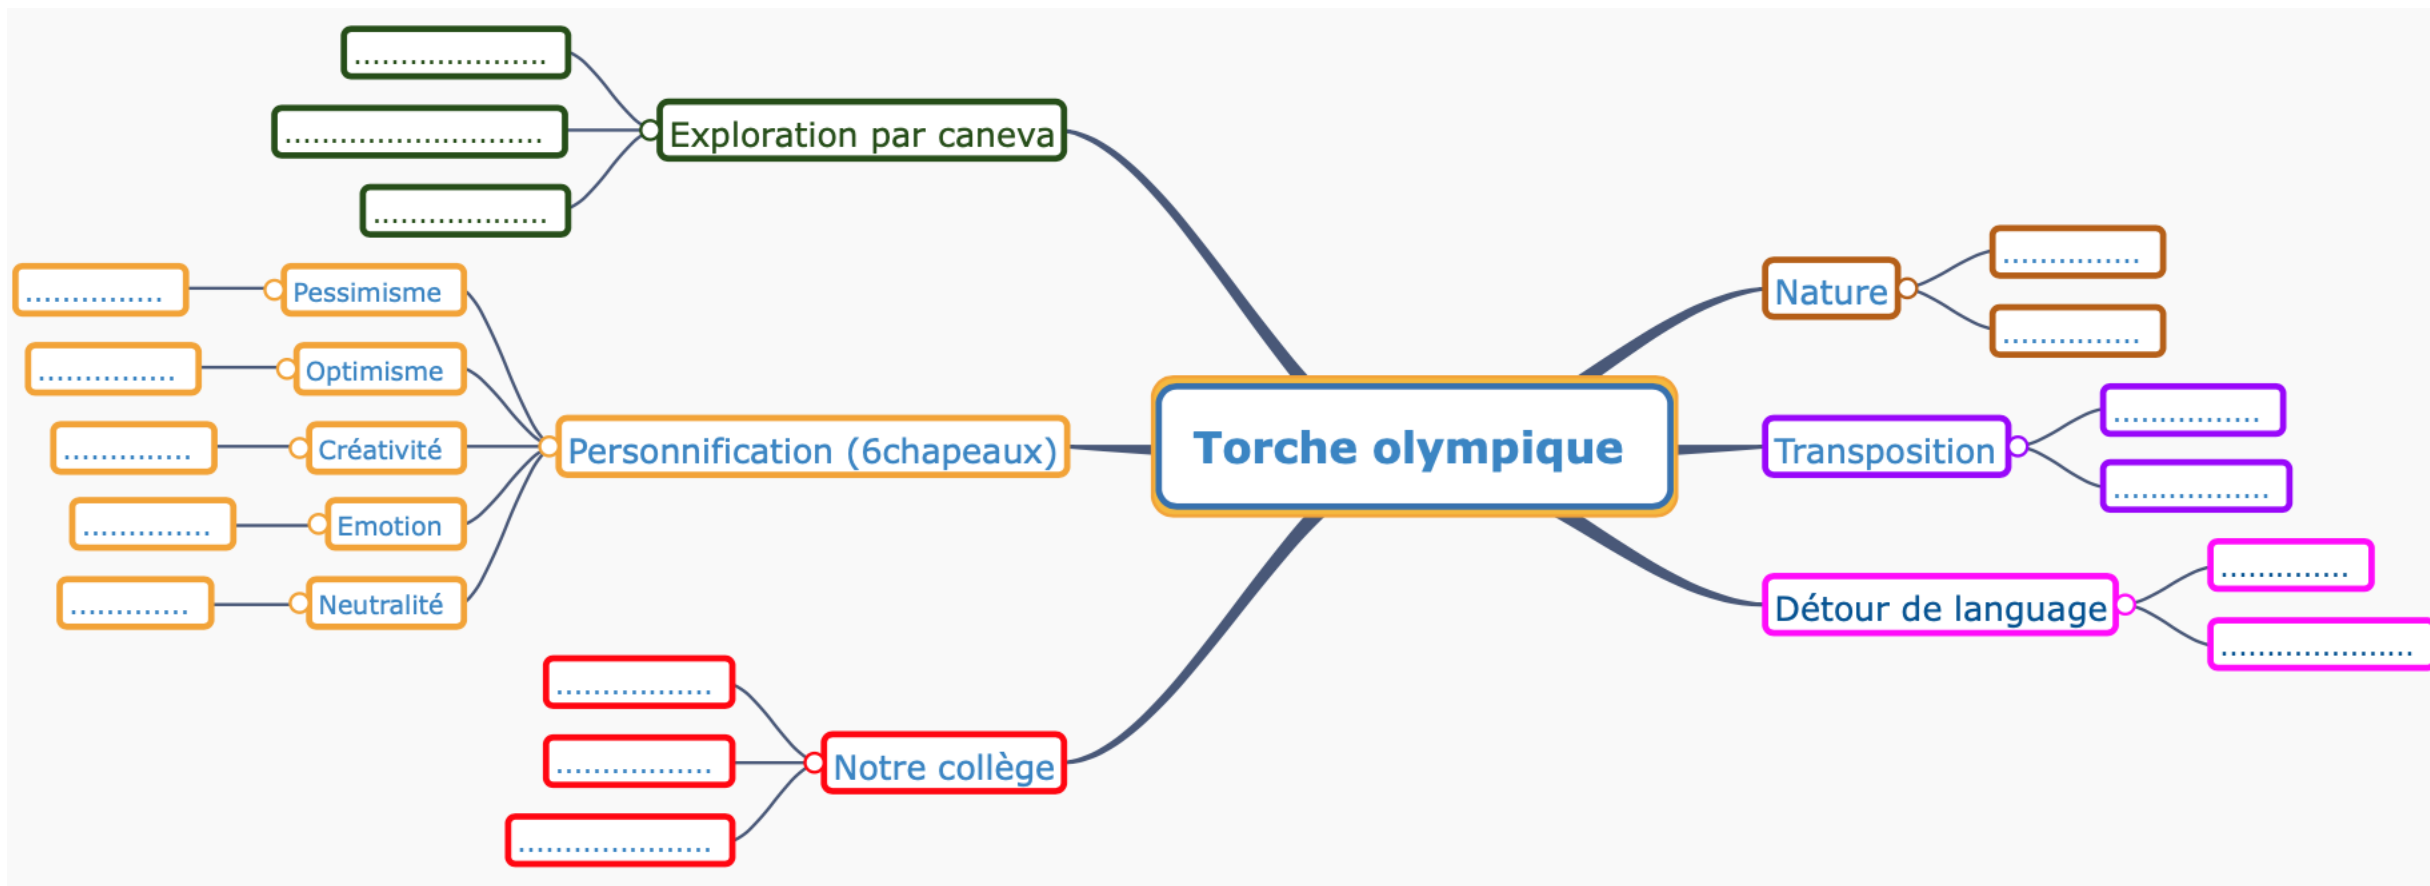 .....................
Exploration par caneva
............................
...................
Pessimisme
...............
Optimisme
...............
Personnification (6chapeaux)
Créativité
..............
Emotion
..............
Neutralité
.............
Torche olympique
Nature
...............
...............
Transposition
................
.................
Détour de language
..............
.....................
Notre collège
.................
.................
.....................